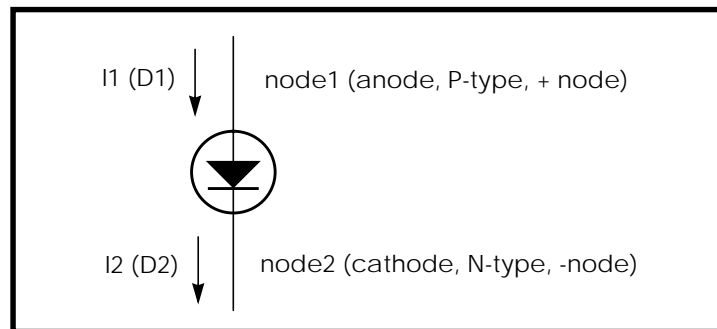 I1 (D1)
node1 (anode, P-type, + node)
I2 (D2)
node2 (cathode, N-type, -node)